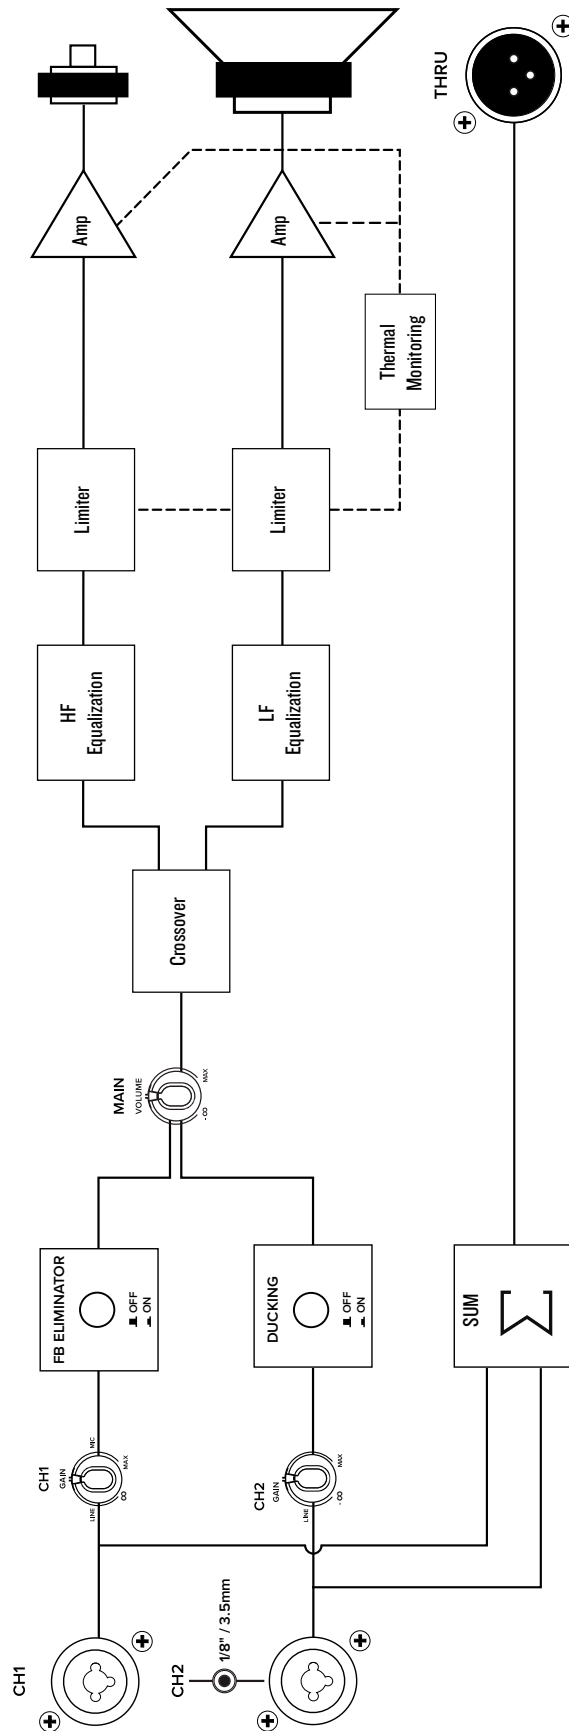 CH1
CH1
GAIN
LINE
MIC
∞
MAX
FB ELIMINATOR
OFF
ON
CH2
1/8" / 3.5mm
CH2
GAIN
LINE
- ∞
MAX
DUCKING
OFF
ON
SUM
Σ
MAIN
VOLUME
- ∞
MAX
Crossover
HF
Equalization
Limiter
Amp
LF
Equalization
Limiter
Amp
Thermal
Monitoring
THRU